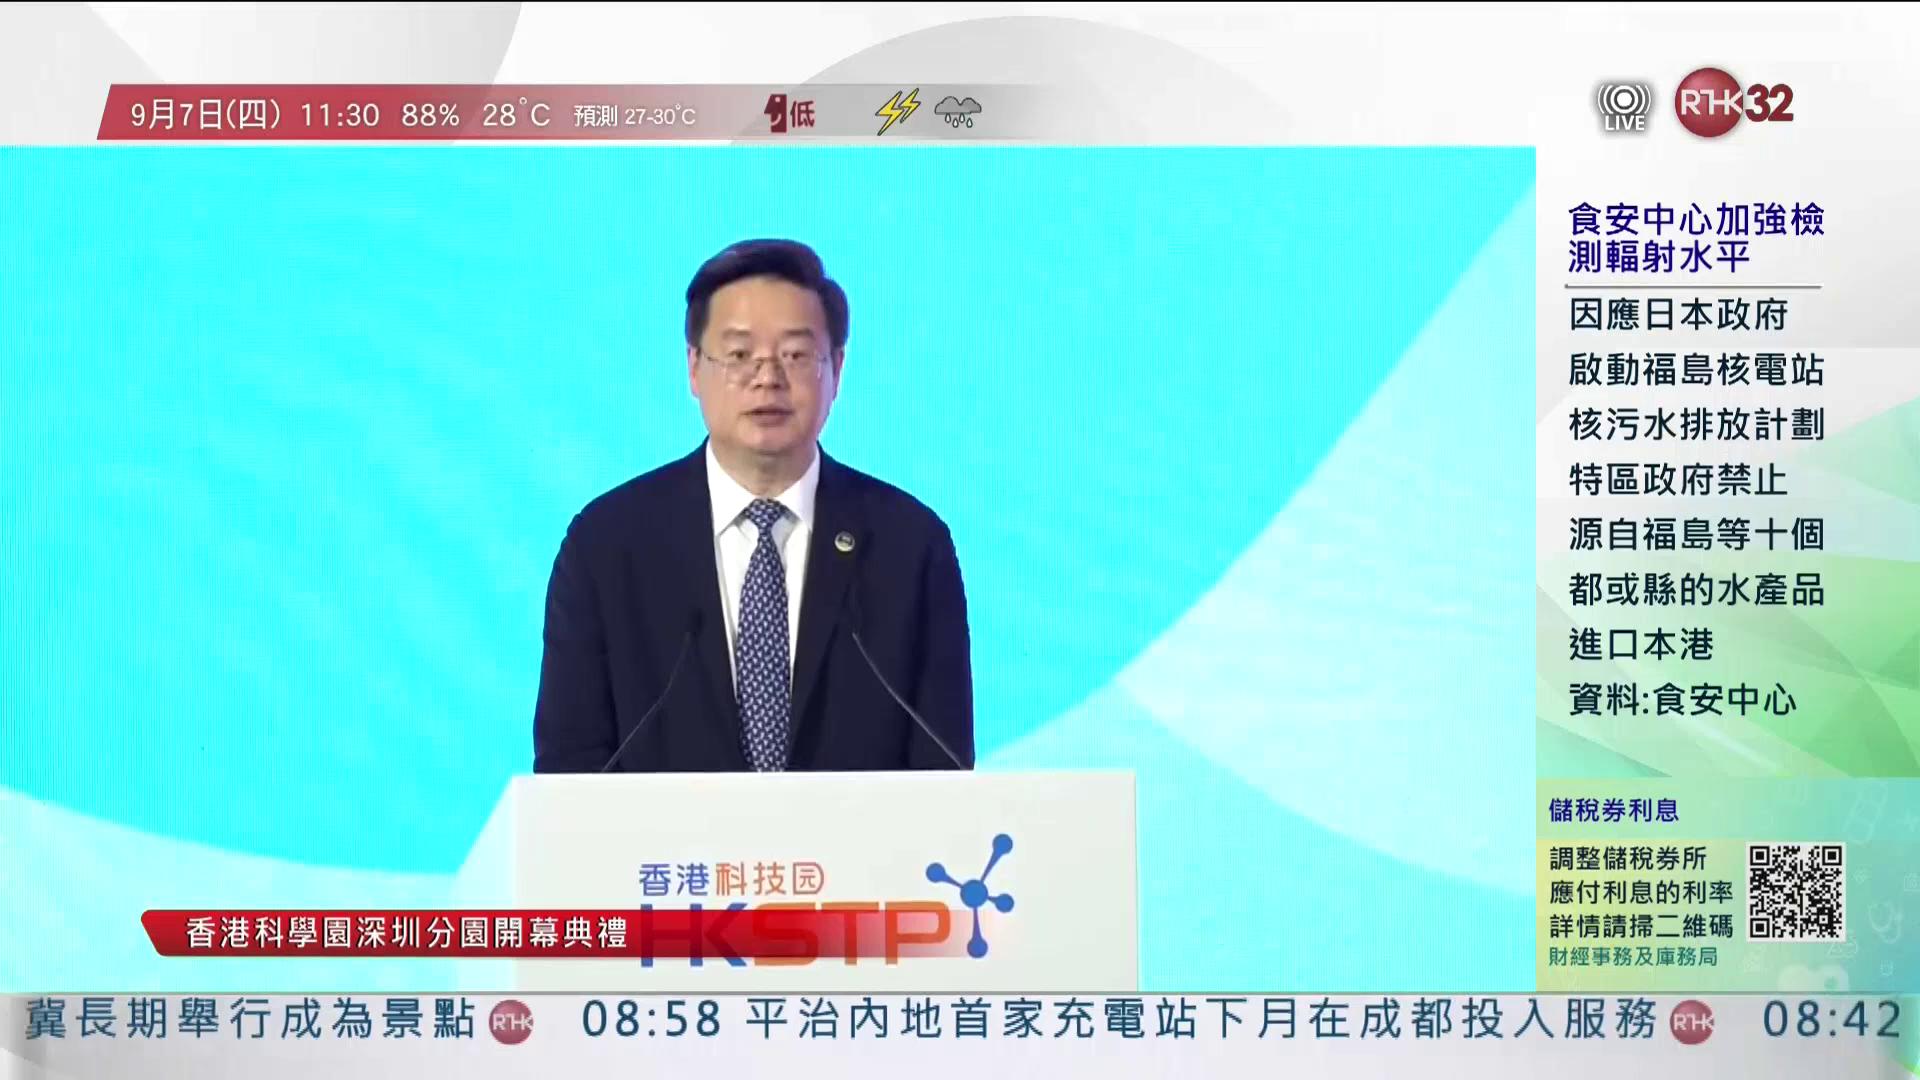 9月7日(四) 11:30 88% 28°C 預測 27-30°C 低
LIVE
RTHK32
食安中心加強檢
測輻射水平
因應日本政府
啟動福島核電站
核污水排放計劃
特區政府禁止
源自福島等十個
都或縣的水產品
進口本港
資料:食安中心
儲稅券利息
調整儲稅券所
應付利息的利率
詳情請掃二維碼
財經事務及庫務局
香港科技园
HKSTP
香港科學園深圳分園開幕典禮
冀長期舉行成為景點 RTHK 08:58 平治內地首家充電站下月在成都投入服務 RTHK 08:42